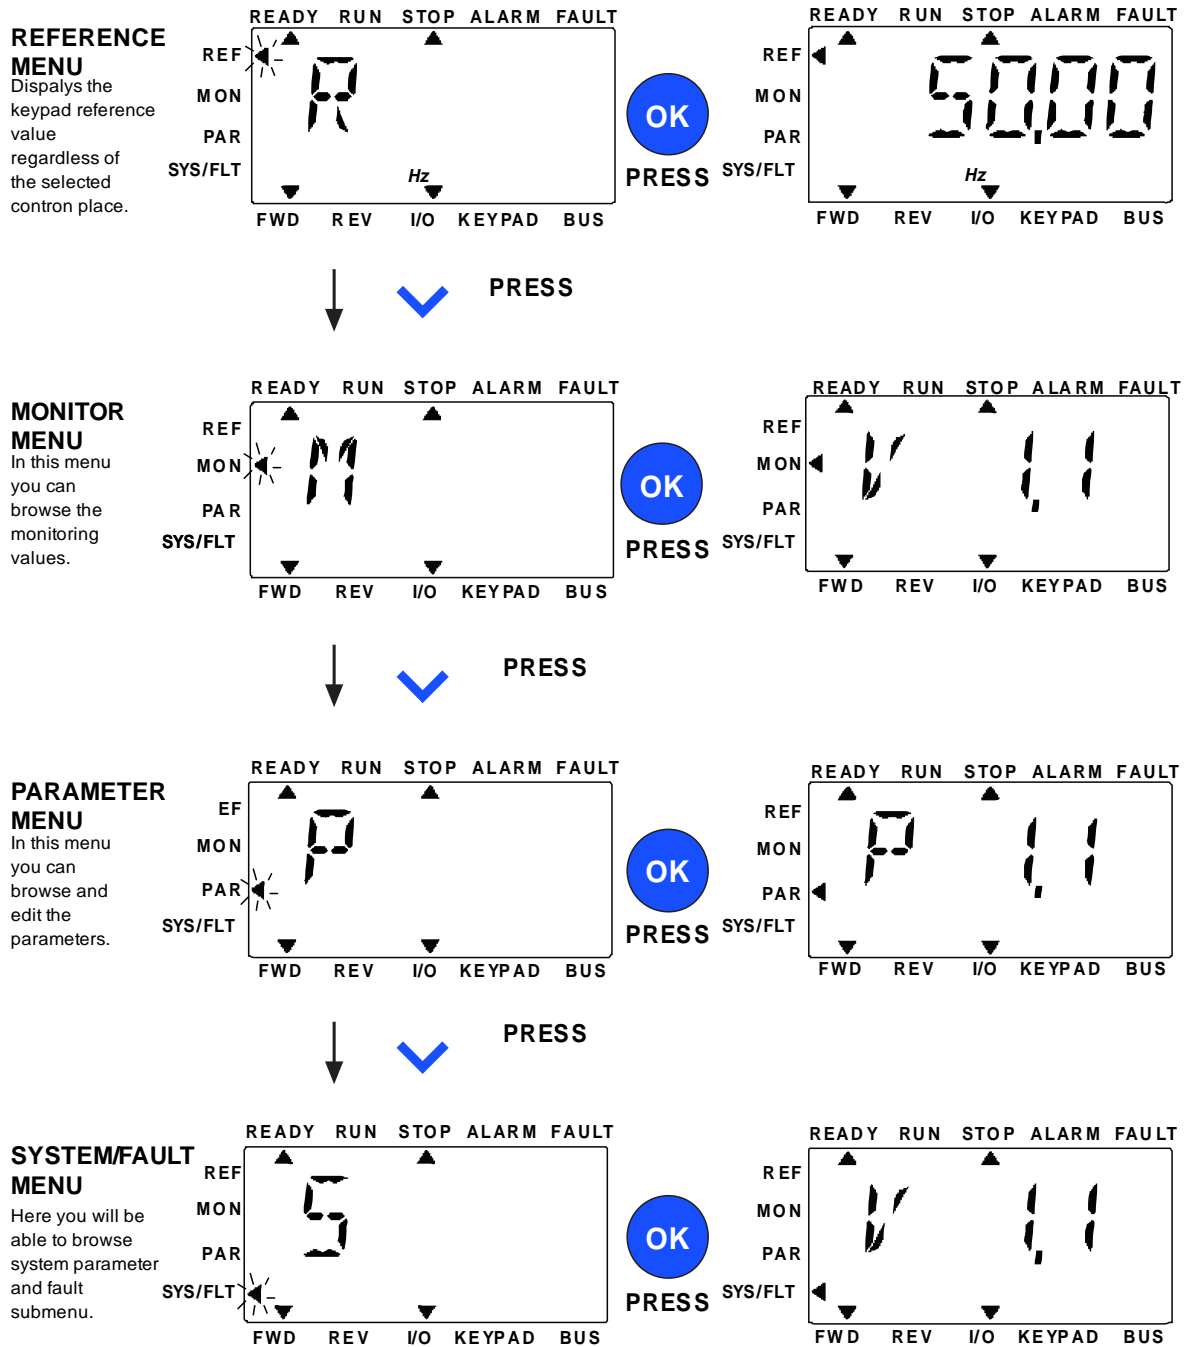 READY RUN STOP ALARM FAULT
REFERENCE MENU
Dispalys the
keypad reference
value
regardless of
the selected
contron place.
REF
MON
PAR
SYS/FLT
R
Hz
FWD REV I/O KEYPAD BUS
OK
PRESS
READY RUN STOP ALARM FAULT
REF
MON
PAR
SYS/FLT
50,00
Hz
FWD REV I/O KEYPAD BUS
PRESS
READY RUN STOP ALARM FAULT
MONITOR
MENU
In this menu
you can
browse the
monitoring
values.
REF
MON
PAR
SYS/FLT
M
FWD REV I/O KEYPAD BUS
OK
PRESS
READY RUN STOP ALARM FAULT
REF
MON
PAR
SYS/FLT
V 1,1
FWD REV I/O KEYPAD BUS
PRESS
READY RUN STOP ALARM FAULT
PARAMETER
MENU
In this menu
you can
browse and
edit the
parameters.
EF
MON
PAR
SYS/FLT
P
FWD REV I/O KEYPAD BUS
OK
PRESS
READY RUN STOP ALARM FAULT
REF
MON
PAR
SYS/FLT
P 1,1
FWD REV I/O KEYPAD BUS
PRESS
READY RUN STOP ALARM FAULT
SYSTEM/FAULT
MENU
Here you will be
able to browse
system parameter
and fault
submenu.
REF
MON
PAR
SYS/FLT
S
FWD REV I/O KEYPAD BUS
OK
PRESS
READY RUN STOP ALARM FAULT
REF
MON
PAR
SYS/FLT
V 1,1
FWD REV I/O KEYPAD BUS